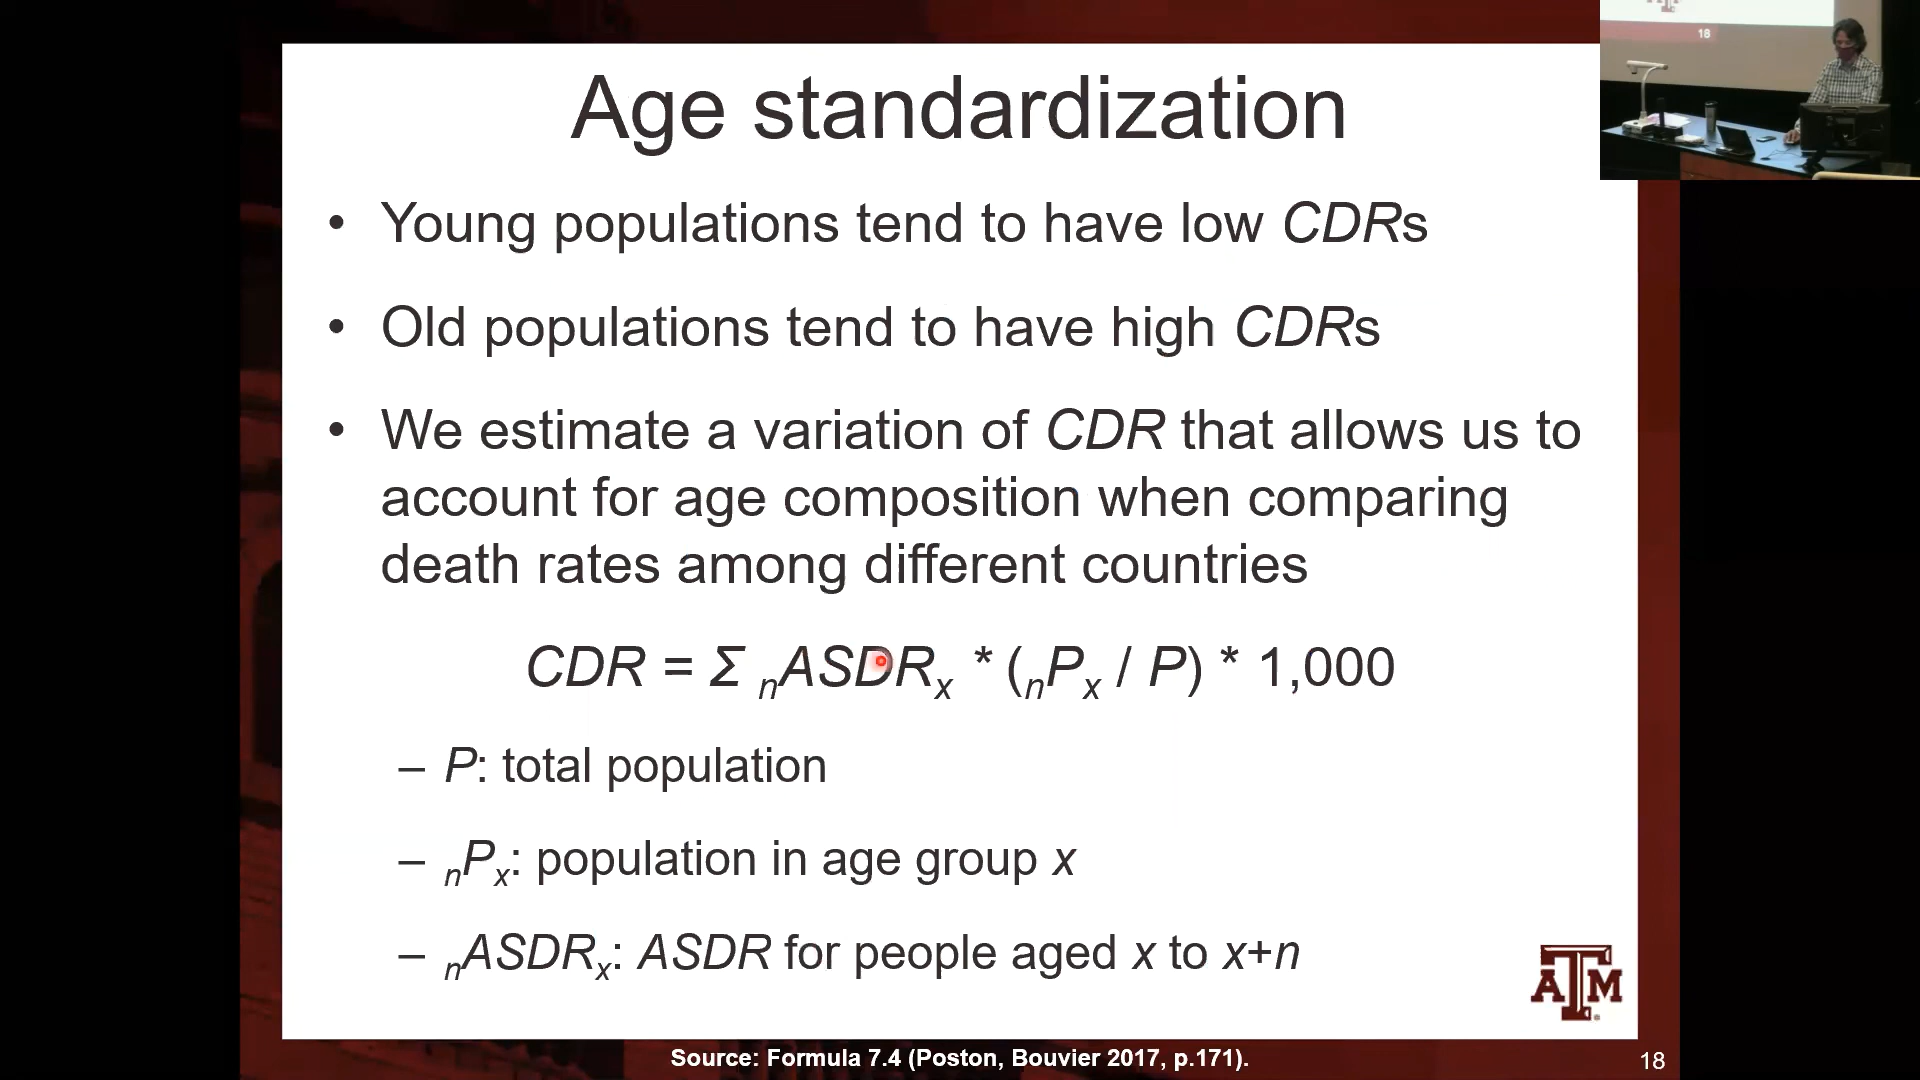 Age standardization
• Young populations tend to have low CDRs
• Old populations tend to have high CDRs
• We estimate a variation of CDR that allows us to
account for age composition when comparing
death rates among different countries
CDR = Σ nASDRx * (nPx / P) * 1,000
– P: total population
– nPx: population in age group x
– nASDRx: ASDR for people aged x to x+n
ATM
Source: Formula 7.4 (Poston, Bouvier 2017, p.171).
18
18